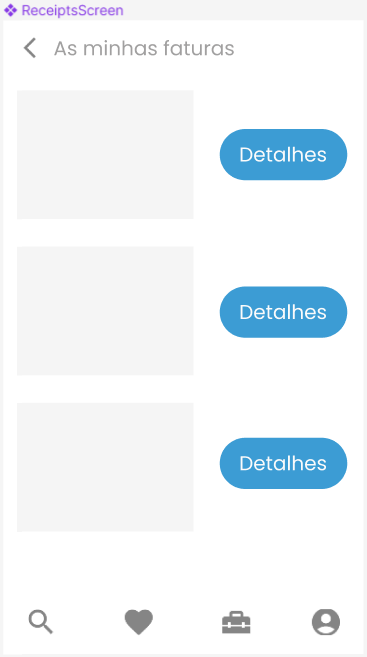 ReceiptsScreen
As minhas faturas
Detalhes
Detalhes
Detalhes